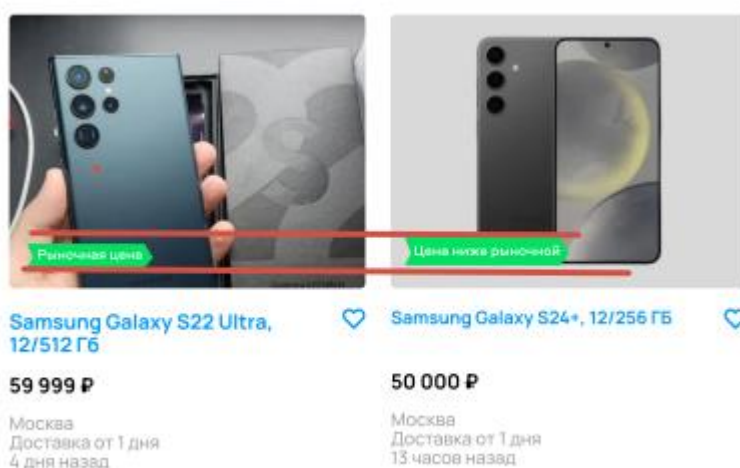 Рыночная цена
Цена ниже рыночной
Samsung Galaxy S22 Ultra,
12/512 Гб
59 999 ₽
Москва
Доставка от 1 дня
4 дня назад
Samsung Galaxy S24+, 12/256 ГБ
50 000 ₽
Москва
Доставка от 1 дня
13 часов назад